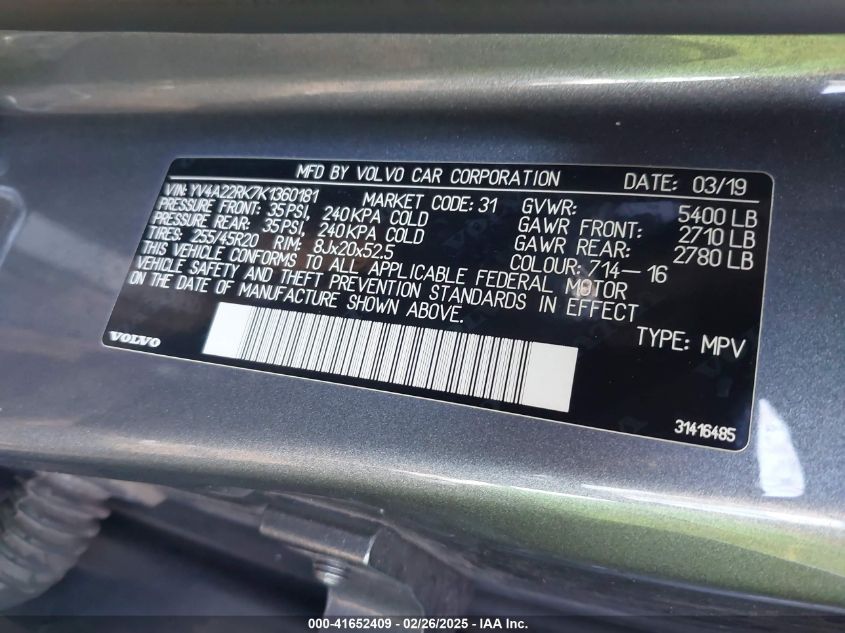 MFD BY VOLVO CAR CORPORATION DATE: 03/19
VIN: YV4A22RK7K1360181 MARKET CODE: 31 GVWR: 5400 LB
PRESSURE FRONT: 35PSI, 240KPA COLD GAWR FRONT: 2710 LB
PRESSURE REAR: 35PSI, 240KPA COLD GAWR REAR: 2780 LB
TIRES: 255/45R20 RIM: 8Jx20x52.5 COLOUR: 714-16
THIS VEHICLE CONFORMS TO ALL APPLICABLE FEDERAL MOTOR
VEHICLE SAFETY AND THEFT PREVENTION STANDARDS IN EFFECT
ON THE DATE OF MANUFACTURE SHOWN ABOVE.
TYPE: MPV
VOLVO
31416485
000-41652409 - 02/26/2025 - IAA Inc.